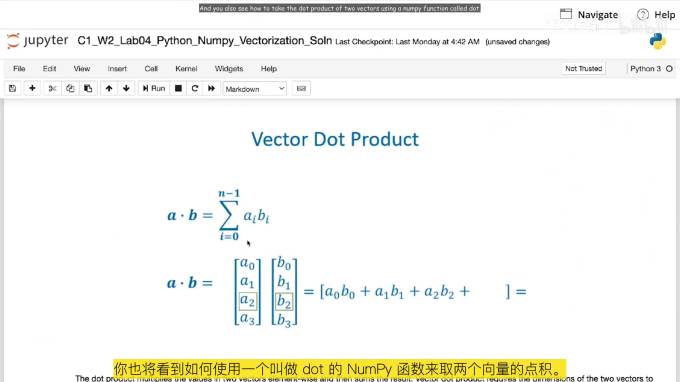 And you also see how to take the dot product of two vectors using a numpy function called dot
Navigate
Help
jupyter C1_W2_Lab04_Python_Numpy_Vectorization_Soln Last Checkpoint: Last Monday at 4:42 AM (unsaved changes)
File Edit View Insert Cell Kernel Widgets Help
Not Trusted
Python 3
Run
Markdown
Vector Dot Product
a · b = ∑ᵢ₌₀ⁿ⁻¹ aᵢbᵢ
a · b = [a₀ a₁ a₂ a₃] [b₀ b₁ b₂ b₃] = [a₀b₀ + a₁b₁ + a₂b₂ + ] =
你也将看到如何使用一个叫做 dot 的 NumPy 函数来取两个向量的点积。
The dot product multiplies the values in two vectors element-wise and then sums the result. Vector dot product requires the dimensions of the two vectors to